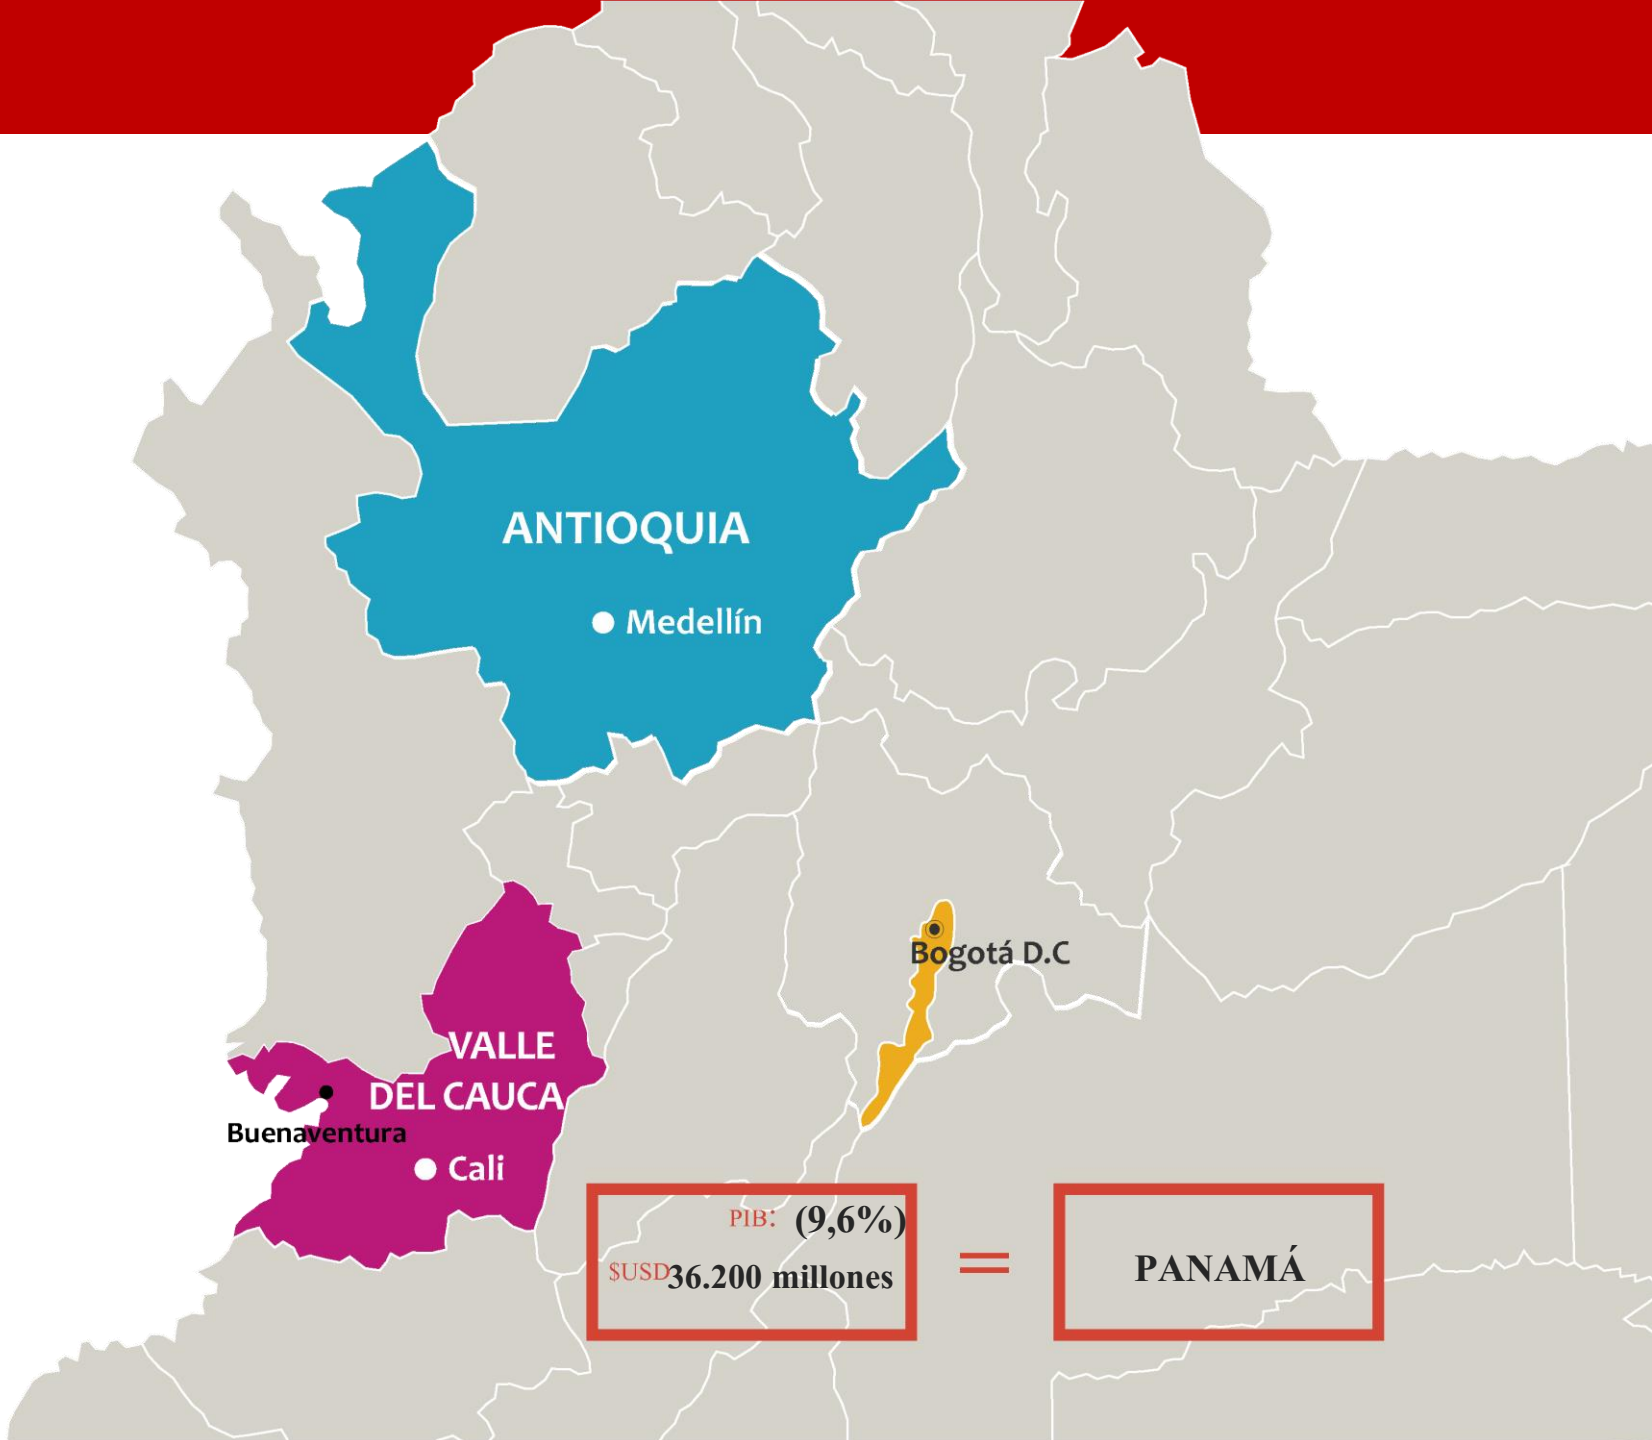 ANTIOQUIA
Medellín
Bogotá D.C
VALLE
DEL CAUCA
Buenaventura
Cali
PIB: (9,6%)
$USD36.200 millones
=
PANAMÁ